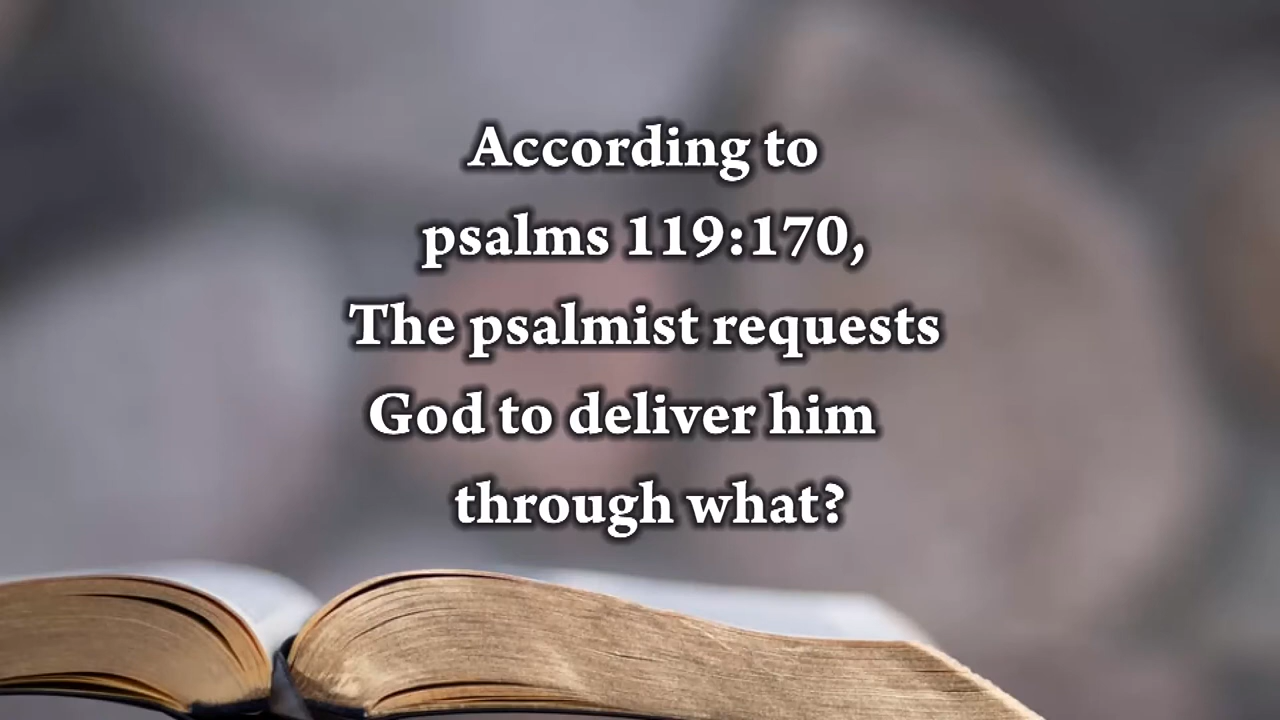 According to
psalms 119:170,
The psalmist requests
God to deliver him
through what?